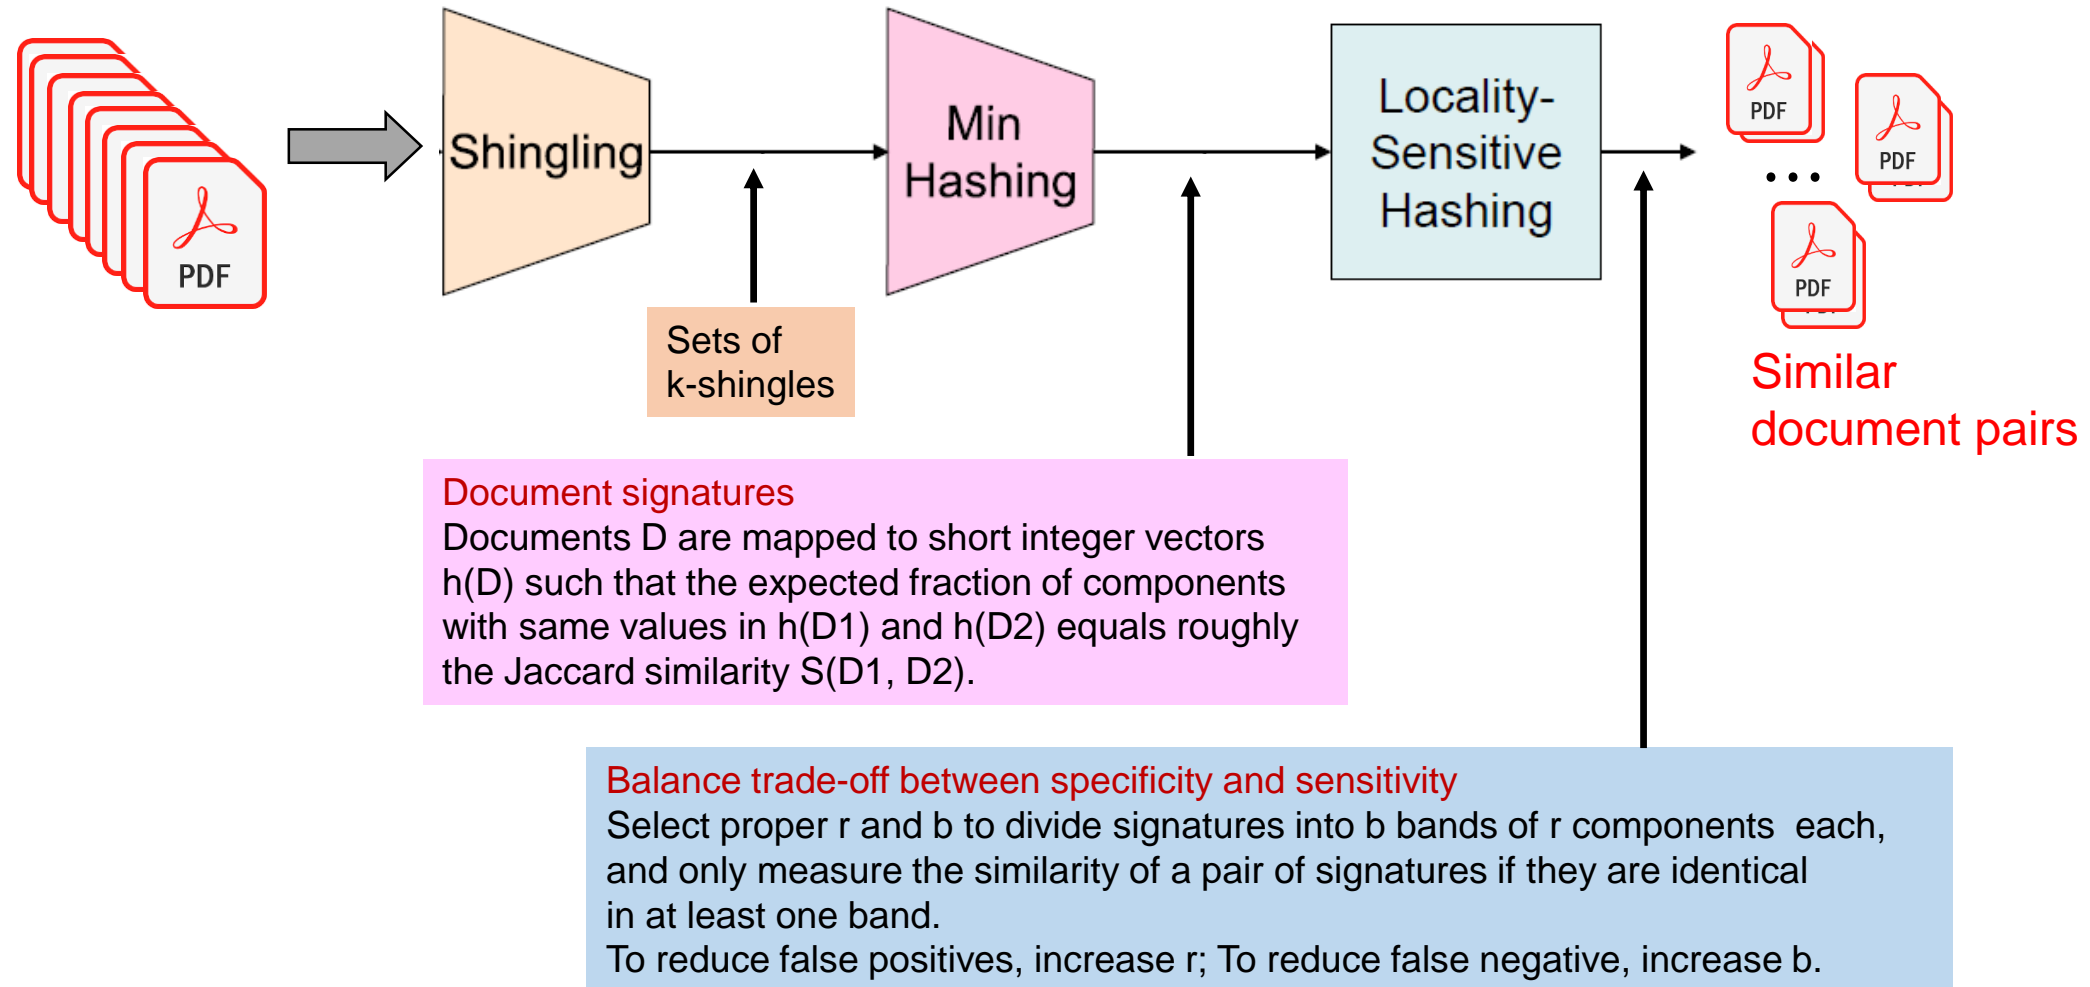 PDF
Shingling
Min
Hashing
Locality-
Sensitive
Hashing
PDF
PDF
...
PDF
Similar
document pairs
Sets of
k-shingles
Document signatures
Documents D are mapped to short integer vectors
h(D) such that the expected fraction of components
with same values in h(D1) and h(D2) equals roughly
the Jaccard similarity S(D1, D2).
Balance trade-off between specificity and sensitivity
Select proper r and b to divide signatures into b bands of r components  each,
and only measure the similarity of a pair of signatures if they are identical
in at least one band.
To reduce false positives, increase r; To reduce false negative, increase b.